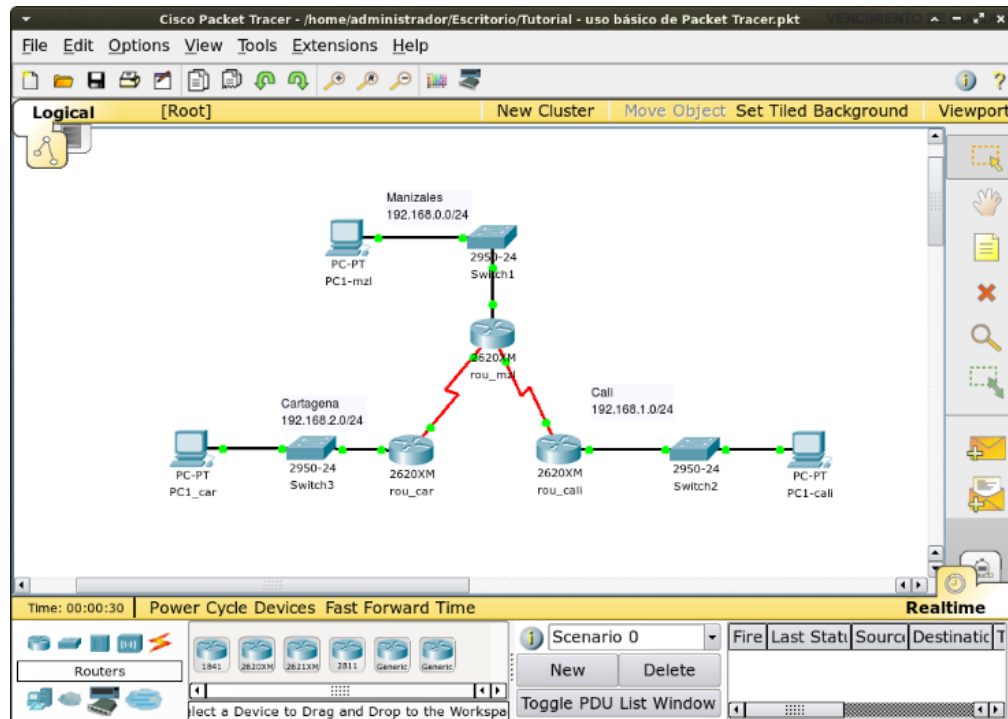 Cisco Packet Tracer - /home/administrador/Escritorio/Tutorial - uso básico de Packet Tracer.pkt
File Edit Options View Tools Extensions Help
Logical [Root] New Cluster Move Object Set Tiled Background Viewport
Manizales
192.168.0.0/24
PC-PT
PC1-mzl
2950-24
Switch1
2620XM
rou_mzl
Cartagena
192.168.2.0/24
Cali
192.168.1.0/24
PC-PT
PC1_car
2950-24
Switch3
2620XM
rou_car
2620XM
rou_cali
2950-24
Switch2
PC-PT
PC1-cali
Time: 00:00:30 Power Cycle Devices Fast Forward Time Realtime
Routers
1841 2620XM 2621XM 2811 Generic Generic
elect a Device to Drag and Drop to the Workspa
Scenario 0
New Delete
Toggle PDU List Window
Fire Last Statu Sourc Destinatic T